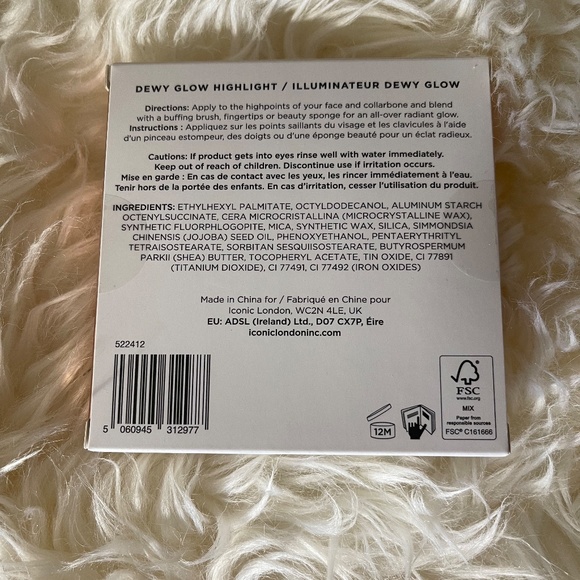 DEWY GLOW HIGHLIGHT / ILLUMINATEUR DEWY GLOW
Directions: Apply to the highpoints of your face and collarbone and blend
with a buffing brush, fingertips or beauty sponge for an all-over radiant glow.
Instructions : Appliquez sur les points saillants du visage et les clavicules à l'aide
d'un pinceau estompeur, des doigts ou d'une éponge beauté pour un éclat radieux.
Cautions: If product gets into eyes rinse well with water immediately.
Keep out of reach of children. Discontinue use if irritation occurs.
Mise en garde : En cas de contact avec les yeux, les rincer immédiatement à l'eau.
Tenir hors de la portée des enfants. En cas d'irritation, cesser l'utilisation du produit.
INGREDIENTS: ETHYLHEXYL PALMITATE, OCTYLDODECANOL, ALUMINUM STARCH
OCTENYLSUCCINATE, CERA MICROCRISTALLINA (MICROCRYSTALLINE WAX),
SYNTHETIC FLUORPHLOGOPITE, MICA, SYNTHETIC WAX, SILICA, SIMMONDSIA
CHINENSIS (JOJOBA) SEED OIL, PHENOXYETHANOL, PENTAERYTHRITYL
TETRAISOSTEARATE, SORBITAN SESQUIISOSTEARATE, BUTYROSPERMUM
PARKII (SHEA) BUTTER, TOCOPHERYL ACETATE, TIN OXIDE, CI 77891
(TITANIUM DIOXIDE), CI 77491, CI 77492 (IRON OXIDES)
Made in China for / Fabriqué en Chine pour
Iconic London, WC2N 4LE, UK
EU: ADSL (Ireland) Ltd., D07 CX7P, Éire
iconiclondoninc.com
522412
5 060945 312977
12M
FSC
www.fsc.org
MIX
Paper from
responsible sources
FSC® C161666